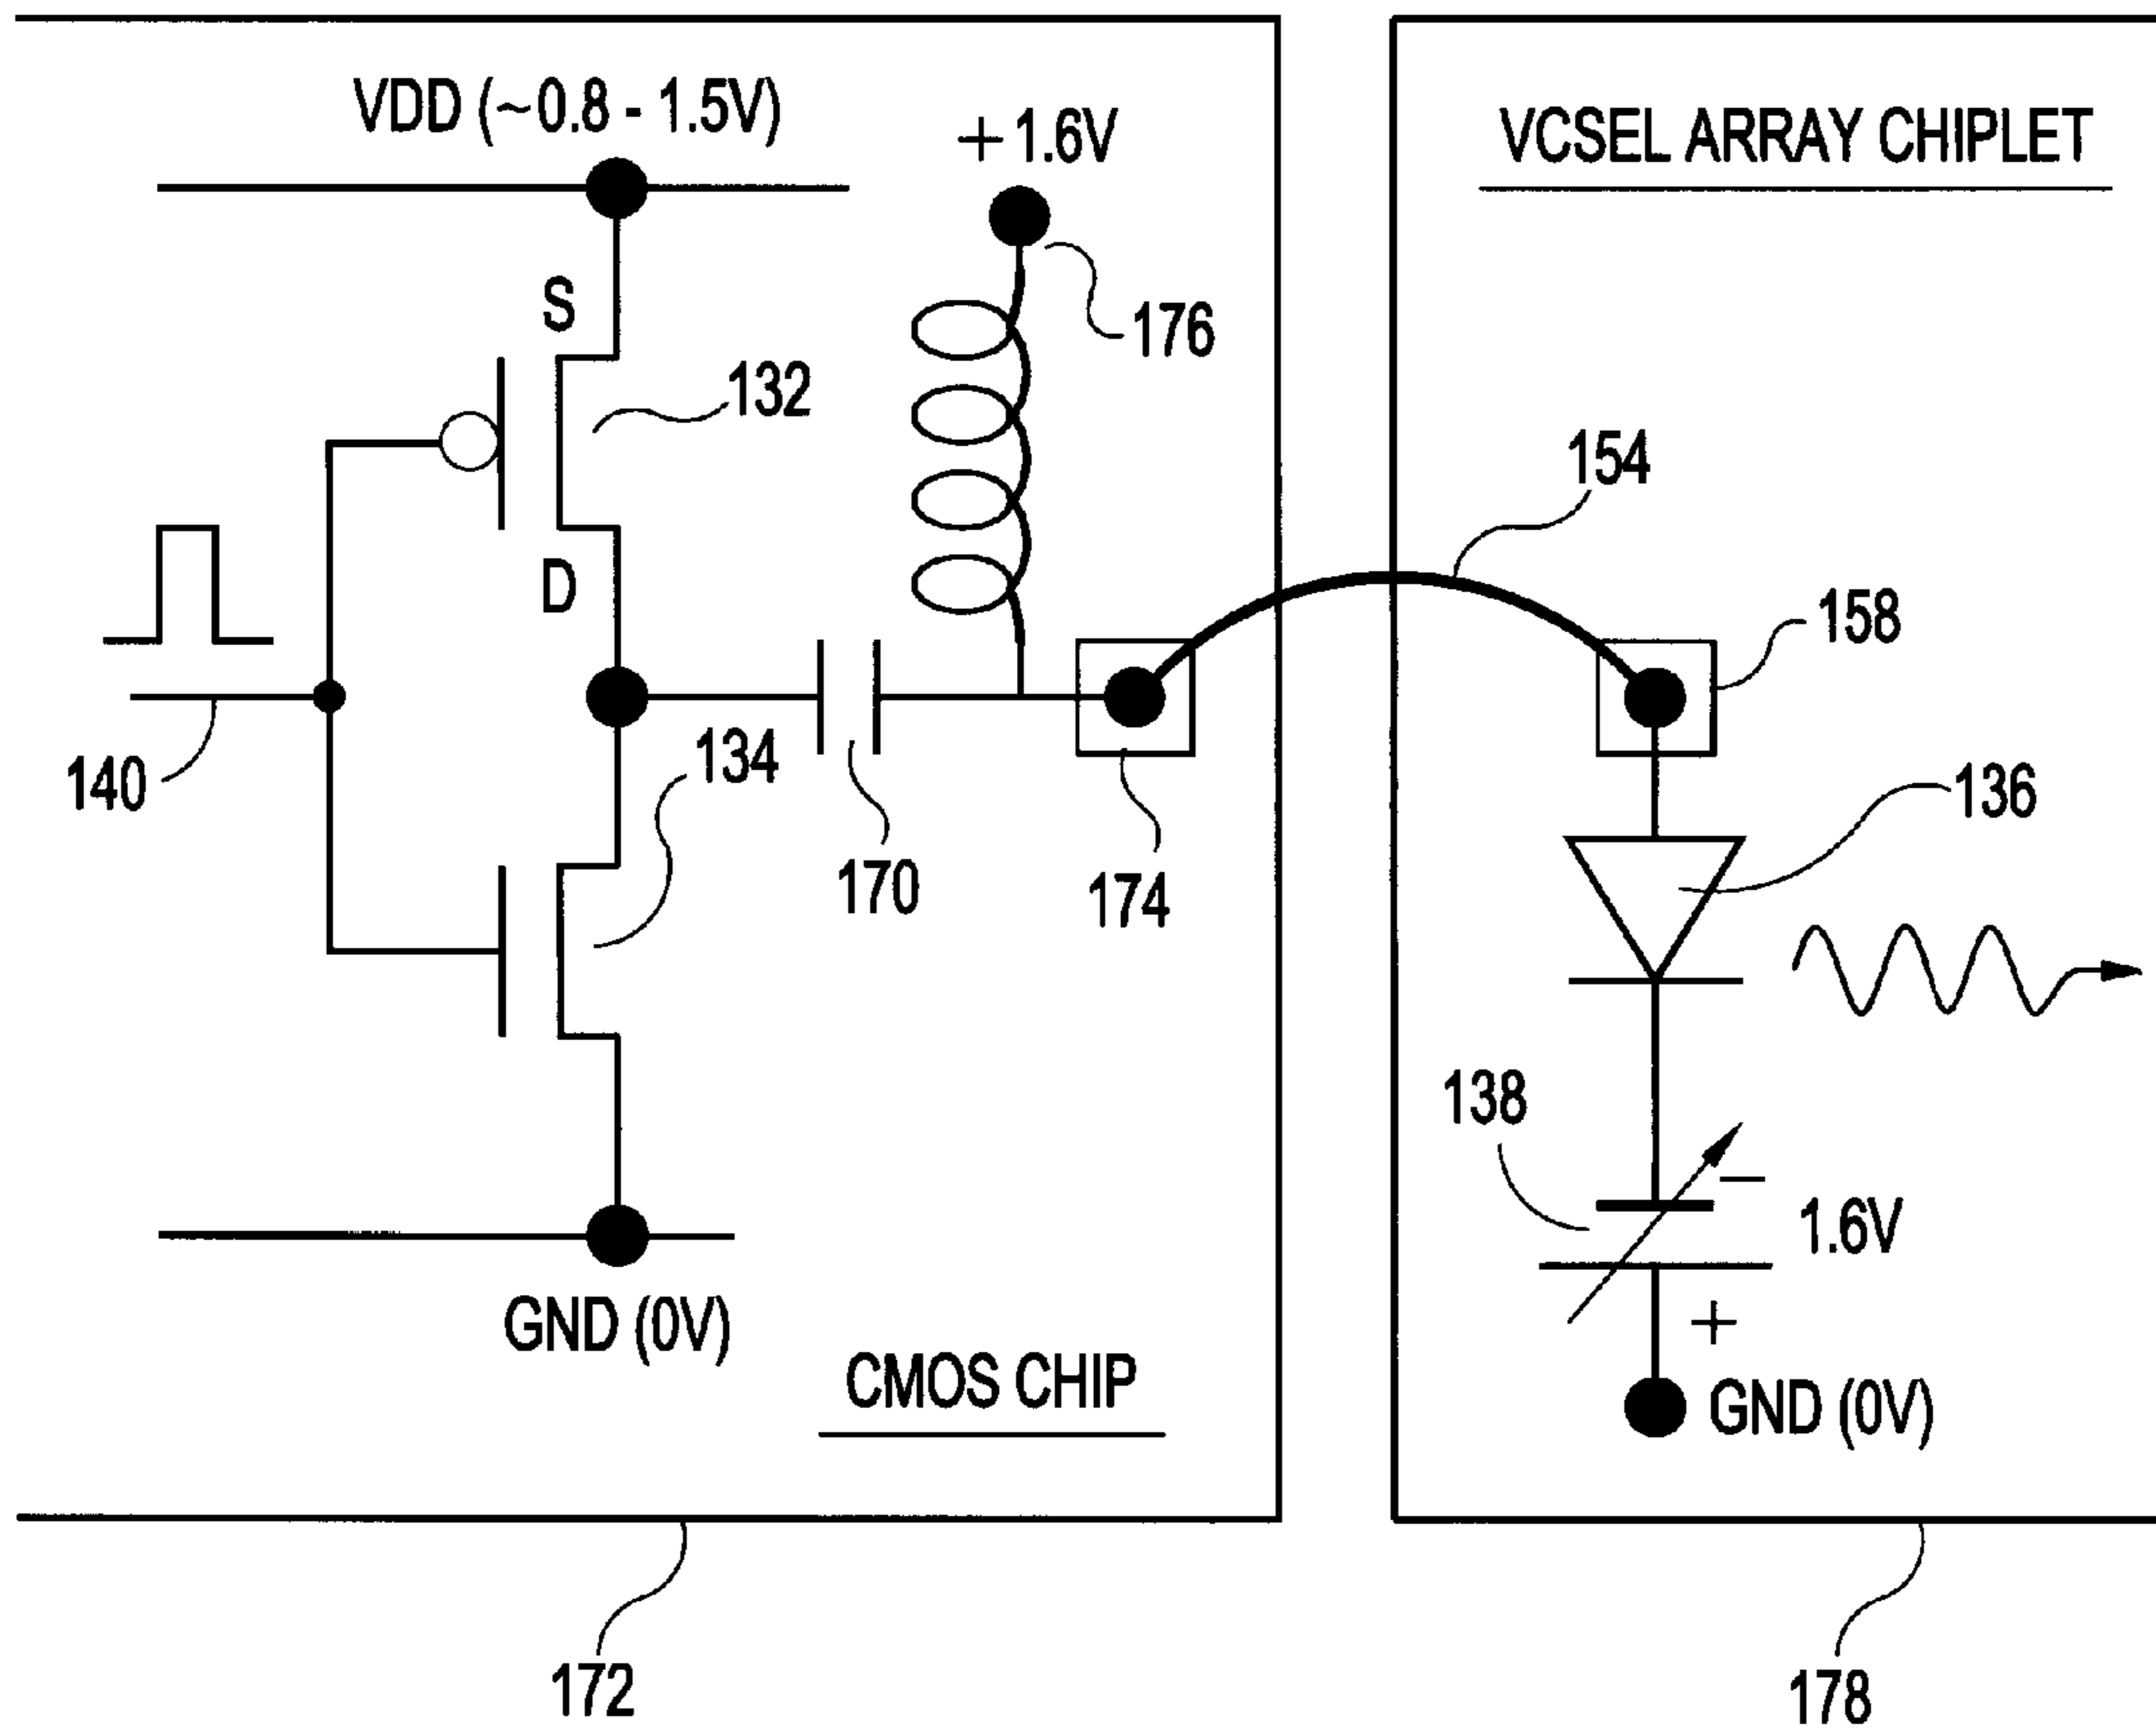 VDD (~0.8 - 1.5V)
+1.6V
VCSEL ARRAY CHIPLET
S
176
132
154
D
158
140
134
136
170
174
138
–
1.6V
+
GND (0V)
CMOS CHIP
GND (0V)
172
178